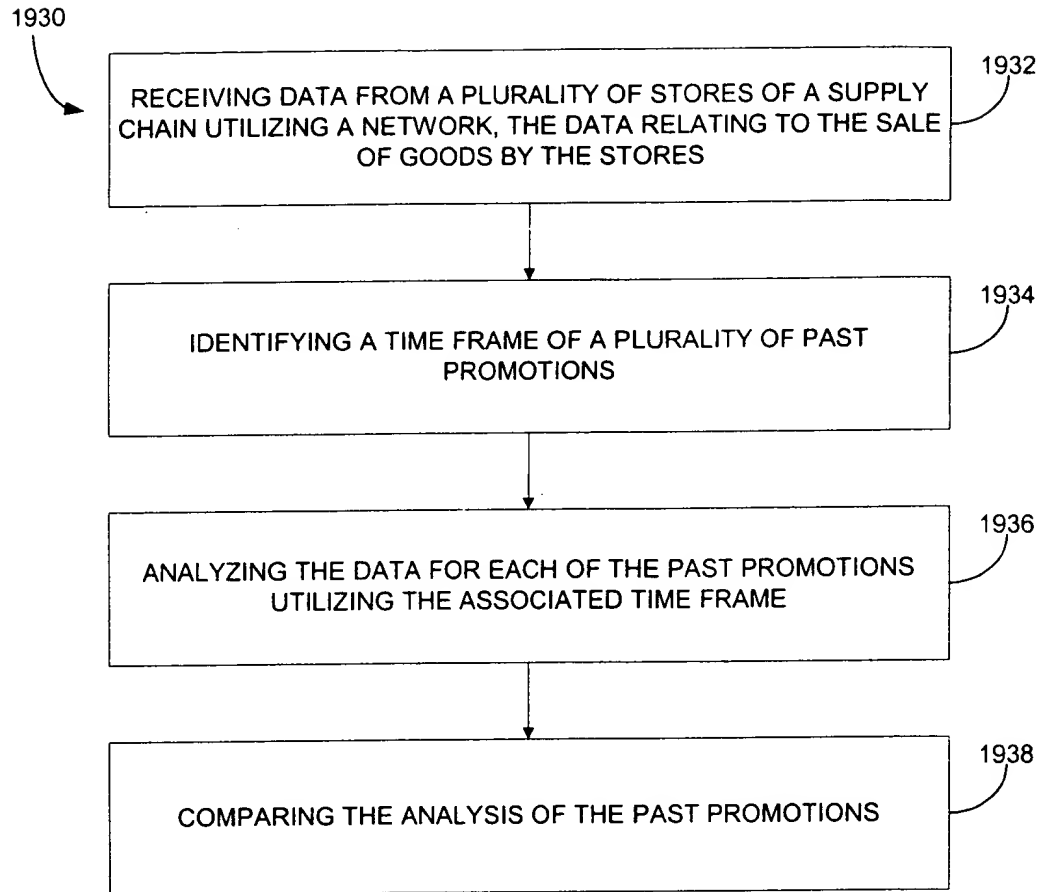 1930
1932
RECEIVING DATA FROM A PLURALITY OF STORES OF A SUPPLY
CHAIN UTILIZING A NETWORK, THE DATA RELATING TO THE SALE
OF GOODS BY THE STORES
1934
IDENTIFYING A TIME FRAME OF A PLURALITY OF PAST
PROMOTIONS
1936
ANALYZING THE DATA FOR EACH OF THE PAST PROMOTIONS
UTILIZING THE ASSOCIATED TIME FRAME
1938
COMPARING THE ANALYSIS OF THE PAST PROMOTIONS